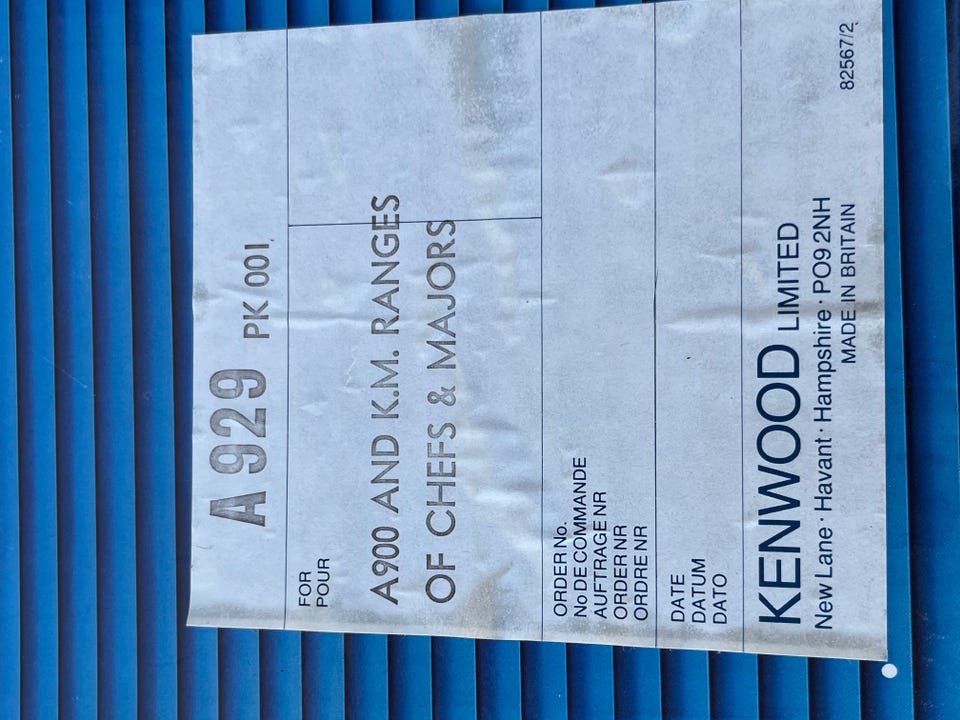 A 929 PK 001
FOR
POUR
A900 AND K.M. RANGES
OF CHEFS & MAJORS
ORDER No.
No DE COMMANDE
AUFTRAGE NR
ORDER NR
ORDRE NR
DATE
DATUM
DATO
KENWOOD LIMITED
New Lane · Havant · Hampshire · PO9 2NH
MADE IN BRITAIN 82567/2